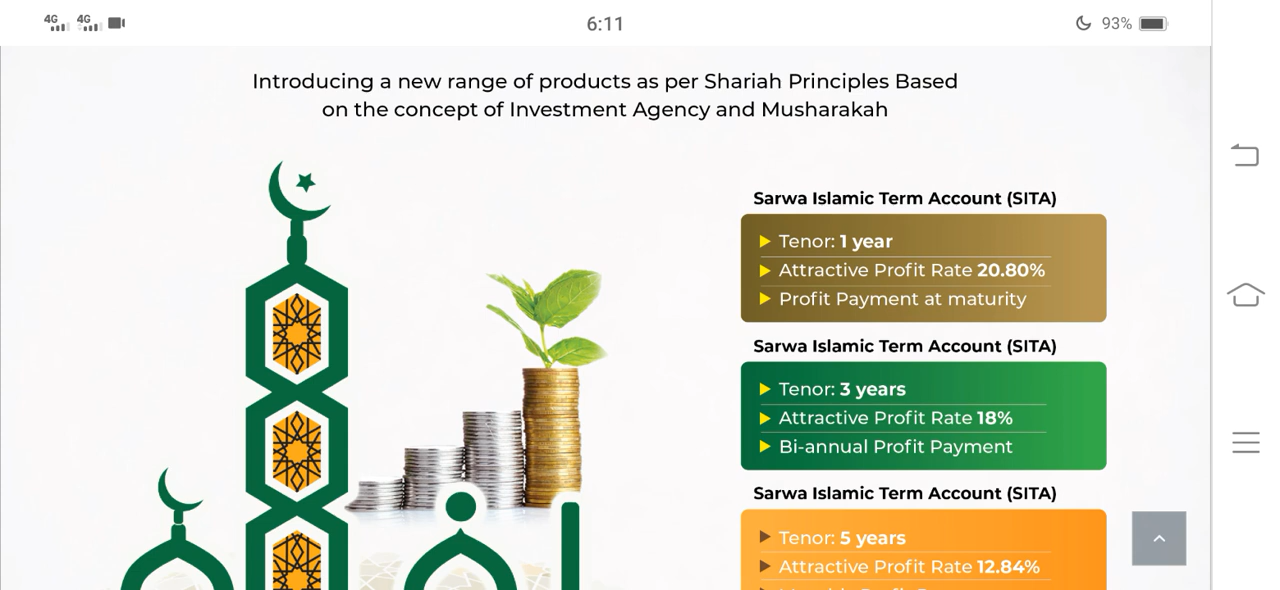 4G 4G 6:11 93%
Introducing a new range of products as per Shariah Principles Based
on the concept of Investment Agency and Musharakah
Sarwa Islamic Term Account (SITA)
Tenor: 1 year
Attractive Profit Rate 20.80%
Profit Payment at maturity
Sarwa Islamic Term Account (SITA)
Tenor: 3 years
Attractive Profit Rate 18%
Bi-annual Profit Payment
Sarwa Islamic Term Account (SITA)
Tenor: 5 years
Attractive Profit Rate 12.84%